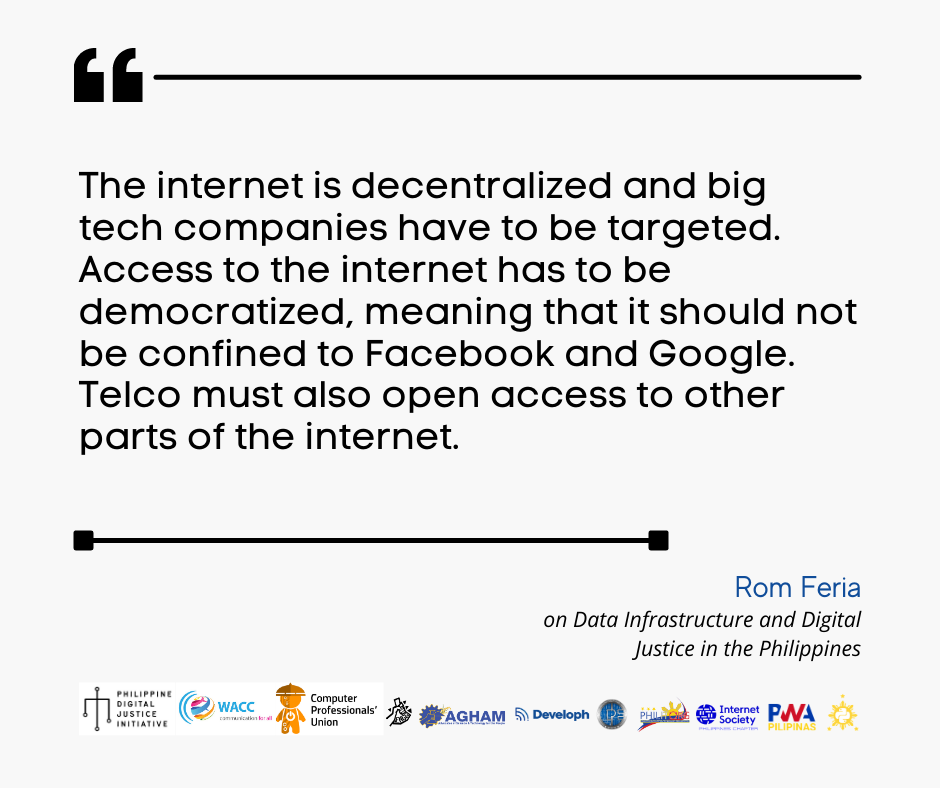 The internet is decentralized and big
tech companies have to be targeted.
Access to the internet has to be
democratized, meaning that it should not
be confined to Facebook and Google.
Telco must also open access to other
parts of the internet.
Rom Feria
on Data Infrastructure and Digital
Justice in the Philippines
PHILIPPINE
DIGITAL
JUSTICE
INITIATIVE
WACC
communication for all
Computer
Professionals'
Union
AGHAM
Developh
Internet
Society
PHILIPPINES CHAPTER
PWA
PILIPINAS